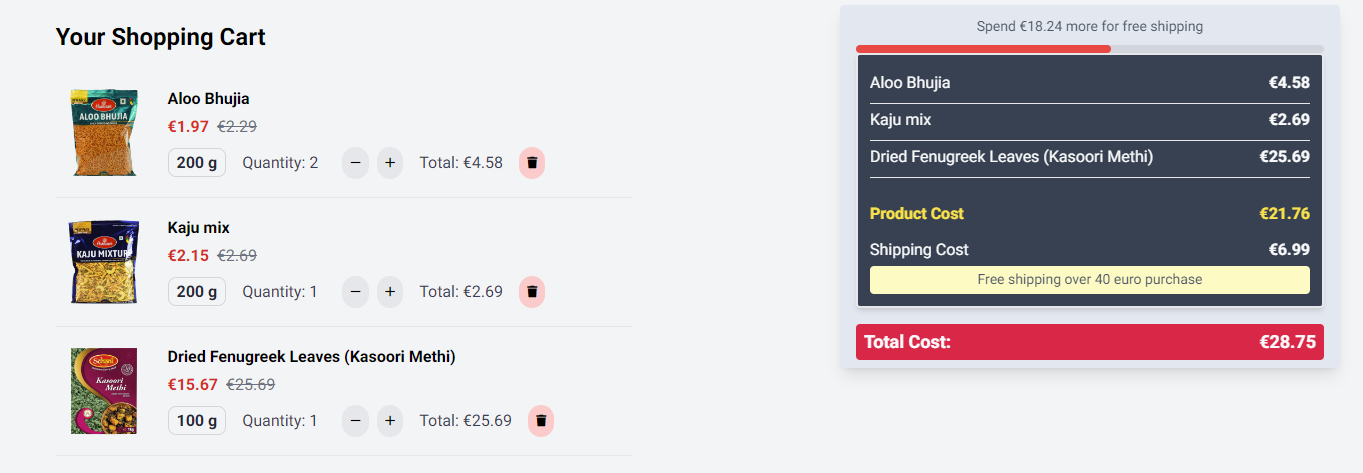 Your Shopping Cart
Aloo Bhujia
€1.97 €2.29
200 g Quantity: 2 − + Total: €4.58
Kaju mix
€2.15 €2.69
200 g Quantity: 1 − + Total: €2.69
Dried Fenugreek Leaves (Kasoori Methi)
€15.67 €25.69
100 g Quantity: 1 − + Total: €25.69
ALOO BHUJIA
KAJU MIXTURE
Kasoori
Methi
Spend €18.24 more for free shipping
Aloo Bhujia €4.58
Kaju mix €2.69
Dried Fenugreek Leaves (Kasoori Methi) €25.69
Product Cost €21.76
Shipping Cost €6.99
Free shipping over 40 euro purchase
Total Cost: €28.75